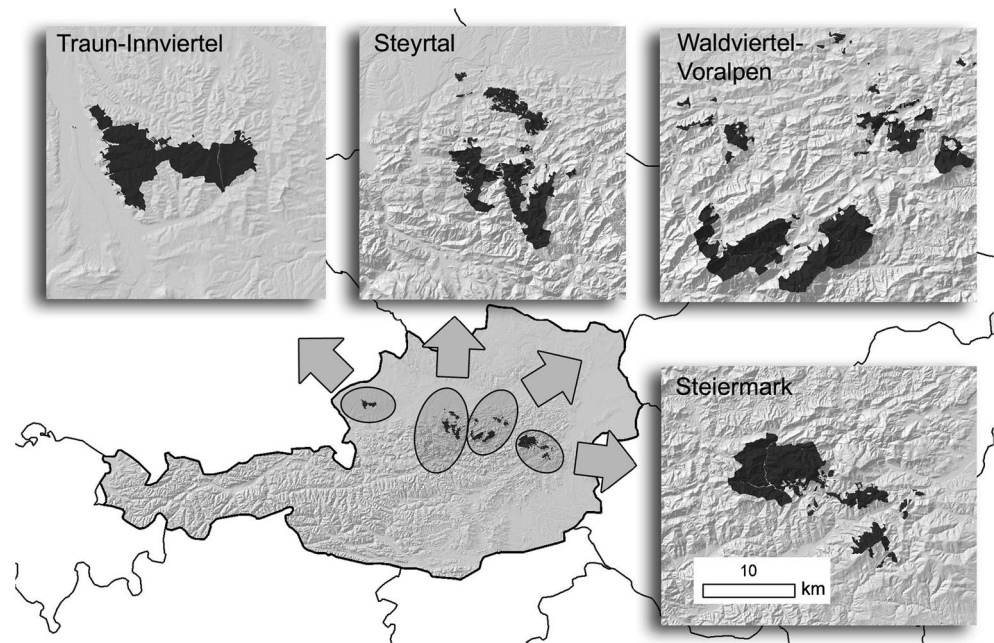 Traun-Innviertel
Steyrtal
Waldviertel-
Voralpen
Steiermark
10
km